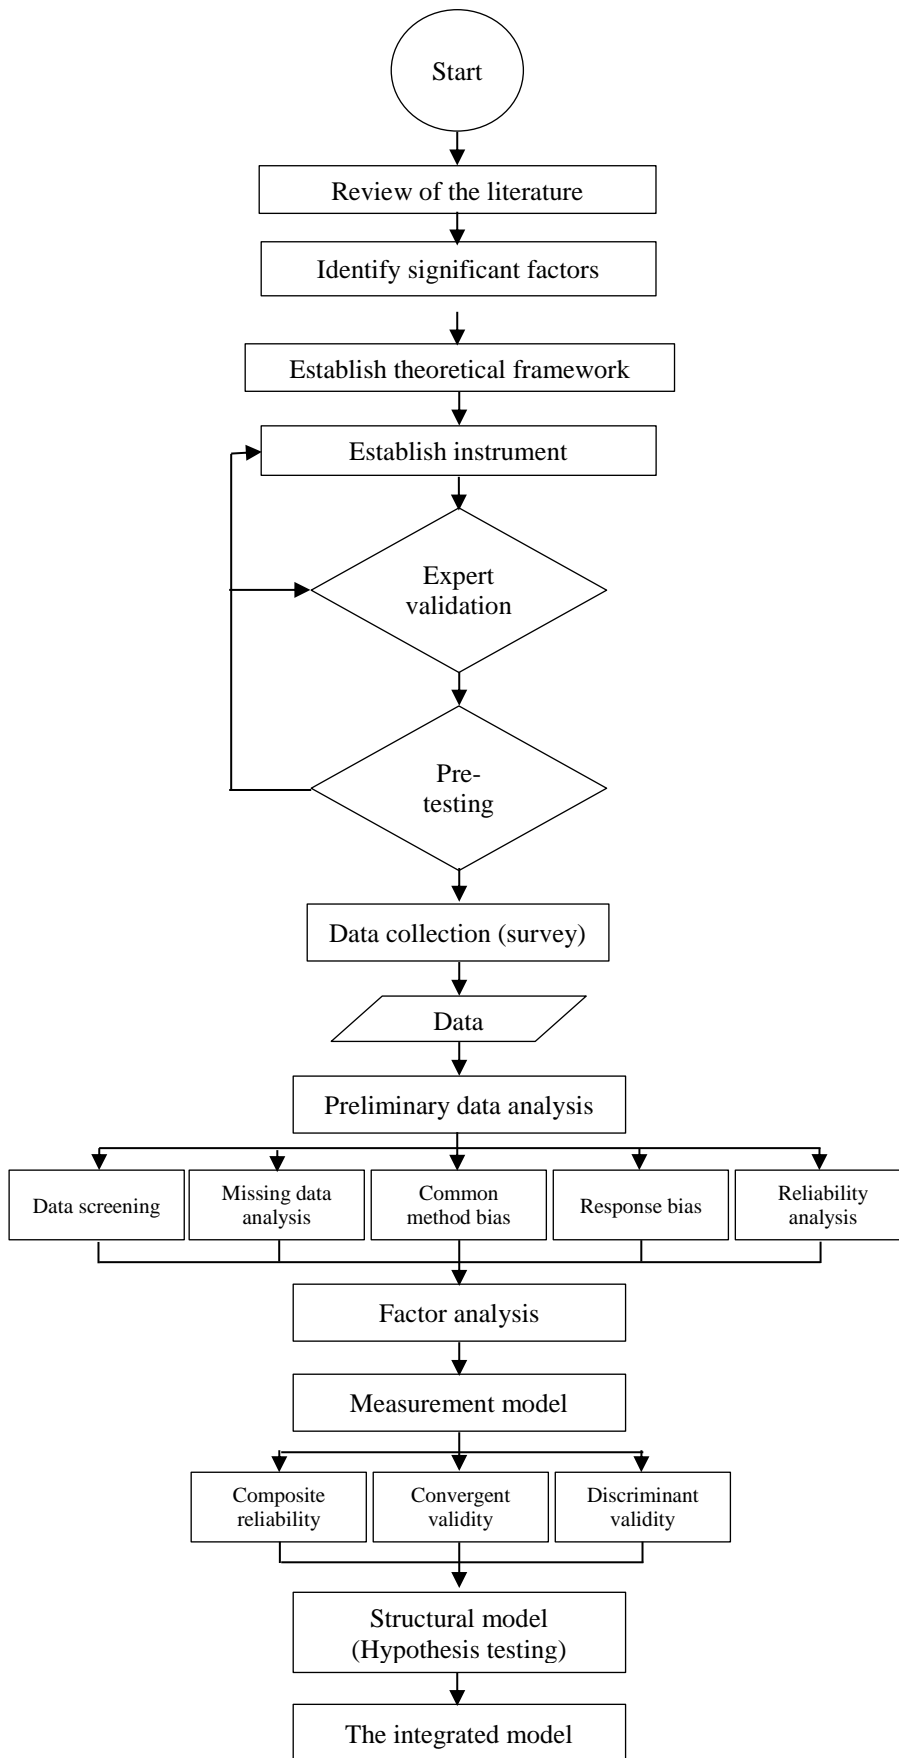 Start
Review of the literature
Identify significant factors
Establish theoretical framework
Establish instrument
Expert
validation
Pre-
testing
Data collection (survey)
Data
Preliminary data analysis
Data screening
Missing data
analysis
Common
method bias
Response bias
Reliability
analysis
Factor analysis
Measurement model
Composite
reliability
Convergent
validity
Discriminant
validity
Structural model
(Hypothesis testing)
The integrated model